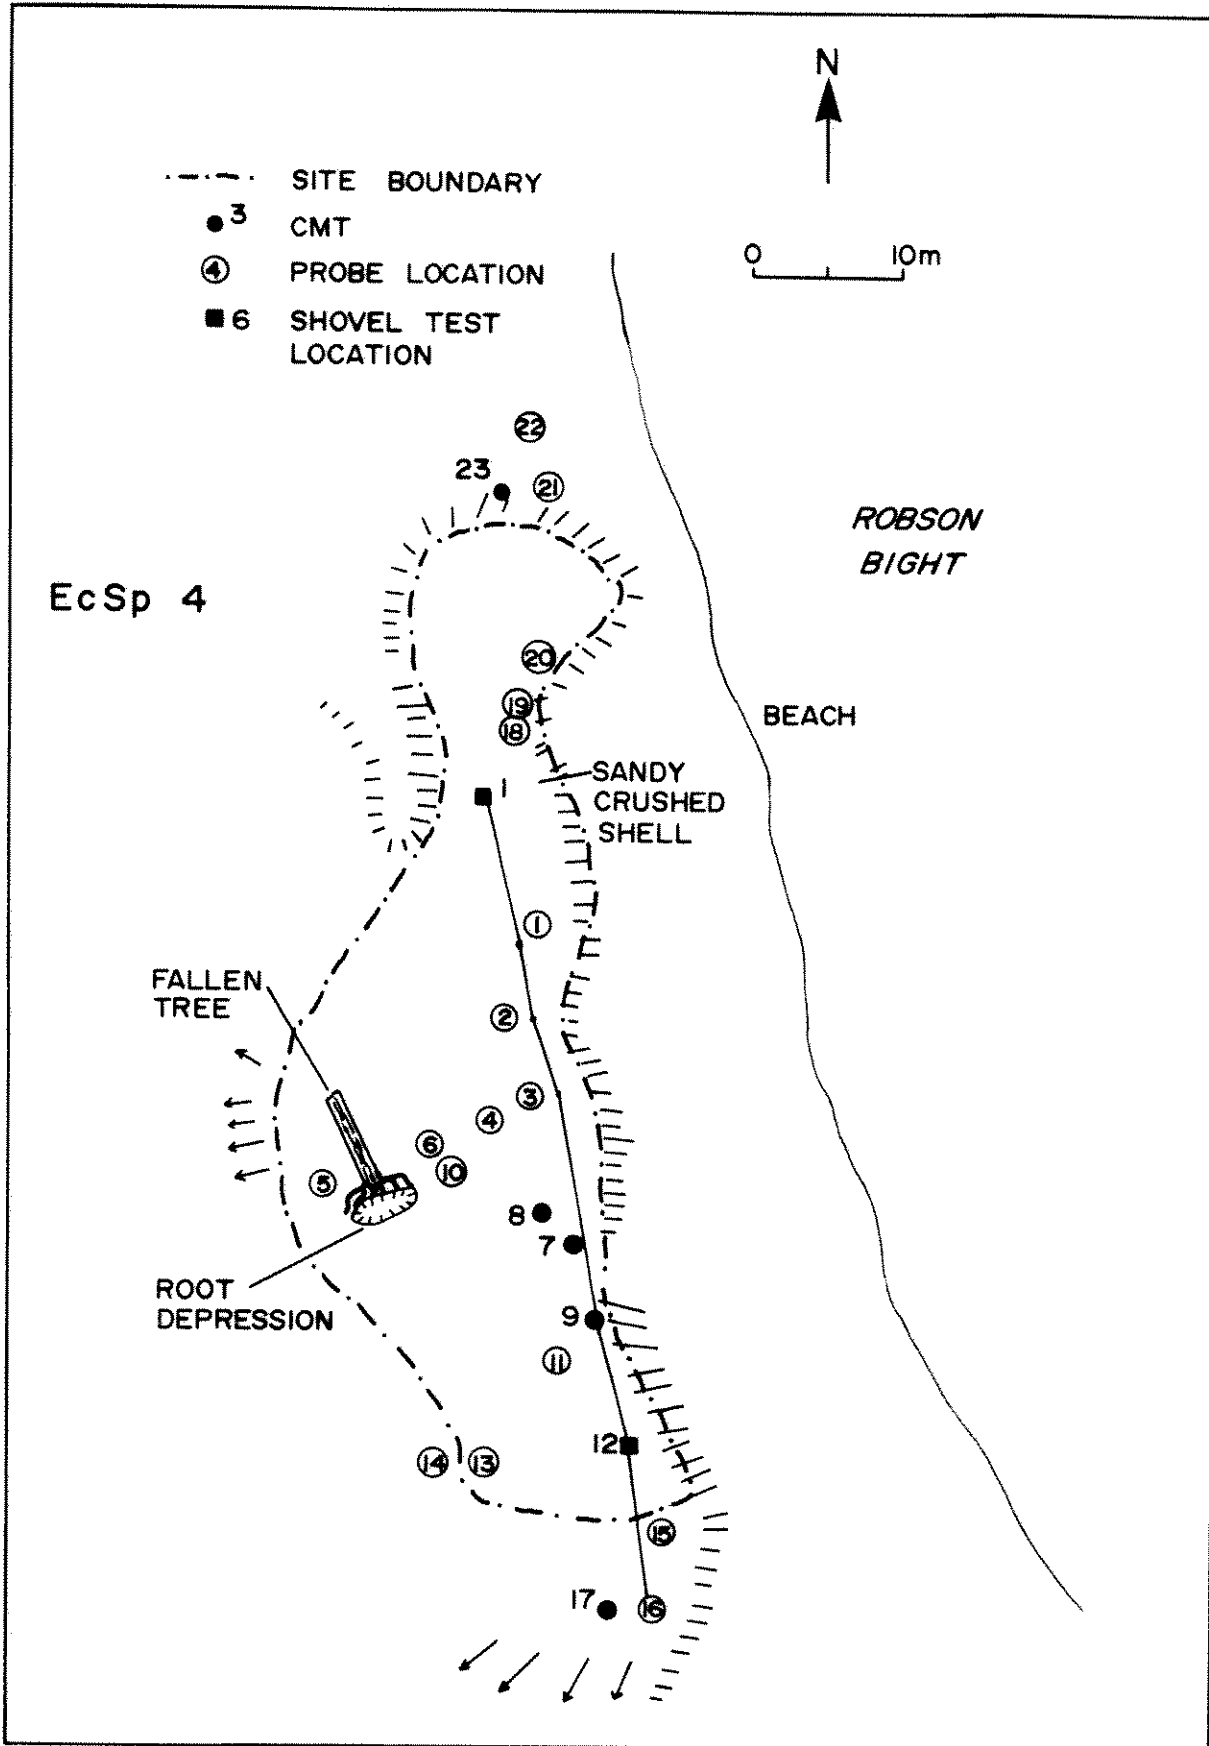 N
SITE BOUNDARY
3 CMT
4 PROBE LOCATION
6 SHOVEL TEST
LOCATION
0 10m
22
23
21
ROBSON
BIGHT
EcSp 4
20
19
18
BEACH
SANDY
CRUSHED
SHELL
1
1
FALLEN
TREE
2
3
4
6
10
5
8
7
ROOT
DEPRESSION
9
11
12
14 13
15
17 16